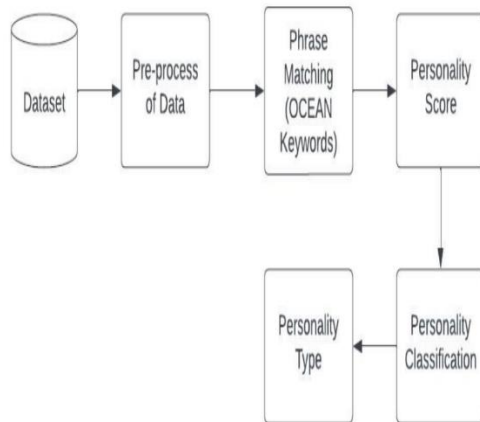 Dataset
Pre-process
of Data
Phrase
Matching
(OCEAN
Keywords)
Personality
Score
Personality
Classification
Personality
Type